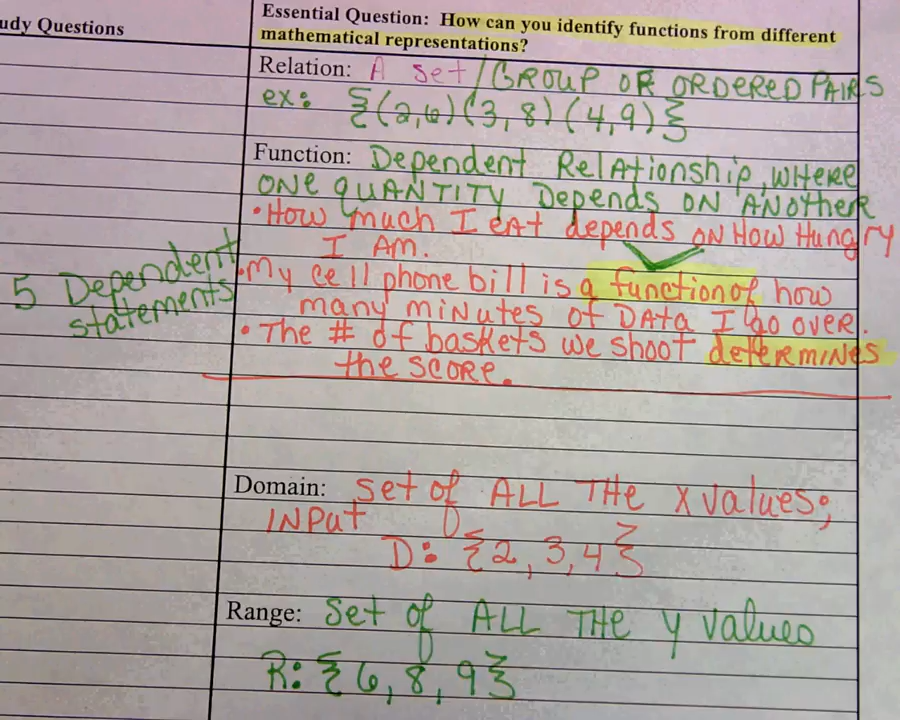 udy Questions
Essential Question: How can you identify functions from different
mathematical representations?
Relation: A set/GROUP OF ORDERED PAIRS
ex: {(2,6)(3,8)(4,9)}
Function: Dependent RelAtionship, WHERE
ONE QUANTITY Depends ON ANOtheR
• How much I eAt depends ON How Hungry
I AM.
5 Dependent
statements
• My cell phone bill is a function of how
many minutes of DAta I go over.
• The # of baskets we shoot determines
the score.
Domain: set of ALL THE x values;
INPut
D: {2,3,4}
Range: set of ALL THE y values
R: {6,8,9}